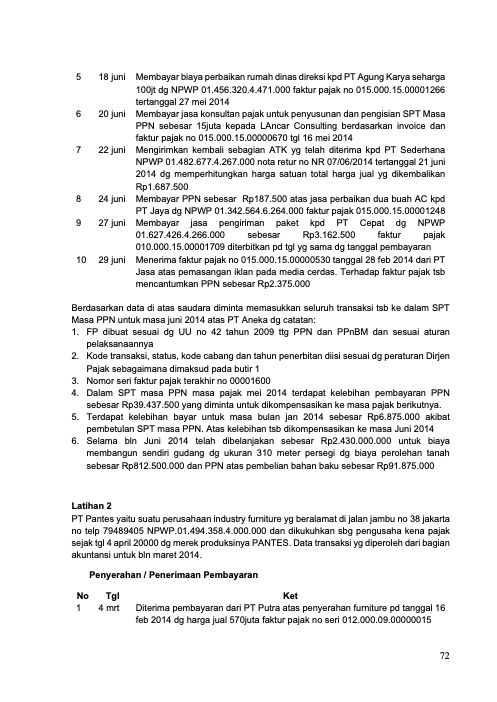 5 18 juni Membayar biaya perbaikan rumah dinas direksi kpd PT Agung Karya seharga
100jt dg NPWP 01.456.320.4.471.000 faktur pajak no 015.000.15.00001266
tertanggal 27 mei 2014
6 20 juni Membayar jasa konsultan pajak untuk penyusunan dan pengisian SPT Masa
PPN sebesar 15juta kepada LAncar Consulting berdasarkan invoice dan
faktur pajak no 015.000.15.00000670 tgl 16 mei 2014
7 22 juni Mengirimkan kembali sebagian ATK yg telah diterima kpd PT Sederhana
NPWP 01.482.677.4.267.000 nota retur no NR 07/06/2014 tertanggal 21 juni
2014 dg memperhitungkan harga satuan total harga jual yg dikembalikan
Rp1.687.500
8 24 juni Membayar PPN sebesar Rp187.500 atas jasa perbaikan dua buah AC kpd
PT Jaya dg NPWP 01.342.564.6.264.000 faktur pajak 015.000.15.00001248
9 27 juni Membayar jasa pengiriman paket kpd PT Cepat dg NPWP
01.627.426.4.266.000 sebesar Rp3.162.500 faktur pajak
010.000.15.00001709 diterbitkan pd tgl yg sama dg tanggal pembayaran
10 29 juni Menerima faktur pajak no 015.000.15.00000530 tanggal 28 feb 2014 dari PT
Jasa atas pemasangan iklan pada media cerdas. Terhadap faktur pajak tsb
mencantumkan PPN sebesar Rp2.375.000
Berdasarkan data di atas saudara diminta memasukkan seluruh transaksi tsb ke dalam SPT
Masa PPN untuk masa juni 2014 atas PT Aneka dg catatan:
1. FP dibuat sesuai dg UU no 42 tahun 2009 ttg PPN dan PPnBM dan sesuai aturan
pelaksanaannya
2. Kode transaksi, status, kode cabang dan tahun penerbitan diisi sesuai dg peraturan Dirjen
Pajak sebagaimana dimaksud pada butir 1
3. Nomor seri faktur pajak terakhir no 00001600
4. Dalam SPT masa PPN masa pajak mei 2014 terdapat kelebihan pembayaran PPN
sebesar Rp39.437.500 yang diminta untuk dikompensasikan ke masa pajak berikutnya.
5. Terdapat kelebihan bayar untuk masa bulan jan 2014 sebesar Rp6.875.000 akibat
pembetulan SPT masa PPN. Atas kelebihan tsb dikompensasikan ke masa Juni 2014
6. Selama bln Juni 2014 telah dibelanjakan sebesar Rp2.430.000.000 untuk biaya
membangun sendiri gudang dg ukuran 310 meter persegi dg biaya perolehan tanah
sebesar Rp812.500.000 dan PPN atas pembelian bahan baku sebesar Rp91.875.000
Latihan 2
PT Pantes yaitu suatu perusahaan industry furniture yg beralamat di jalan jambu no 38 jakarta
no telp 79489405 NPWP.01.494.358.4.000.000 dan dikukuhkan sbg pengusaha kena pajak
sejak tgl 4 april 20000 dg merek produksinya PANTES. Data transaksi yg diperoleh dari bagian
akuntansi untuk bln maret 2014.
Penyerahan / Penerimaan Pembayaran
No Tgl Ket
1 4 mrt Diterima pembayaran dari PT Putra atas penyerahan furniture pd tanggal 16
feb 2014 dg harga jual 570juta faktur pajak no seri 012.000.09.00000015
72